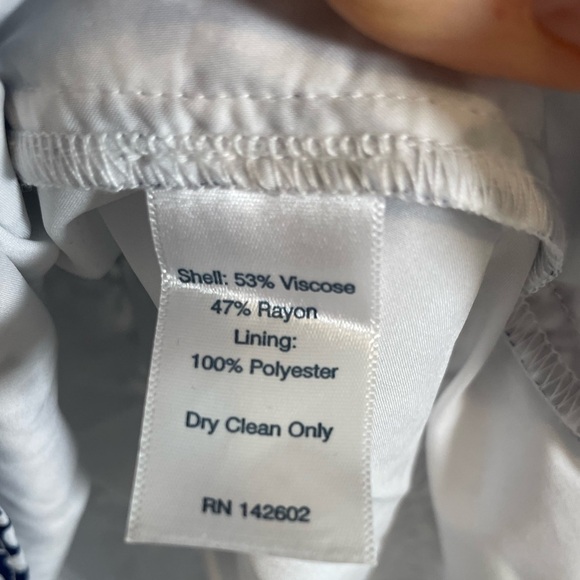 Shell: 53% Viscose
47% Rayon
Lining:
100% Polyester
Dry Clean Only
RN 142602